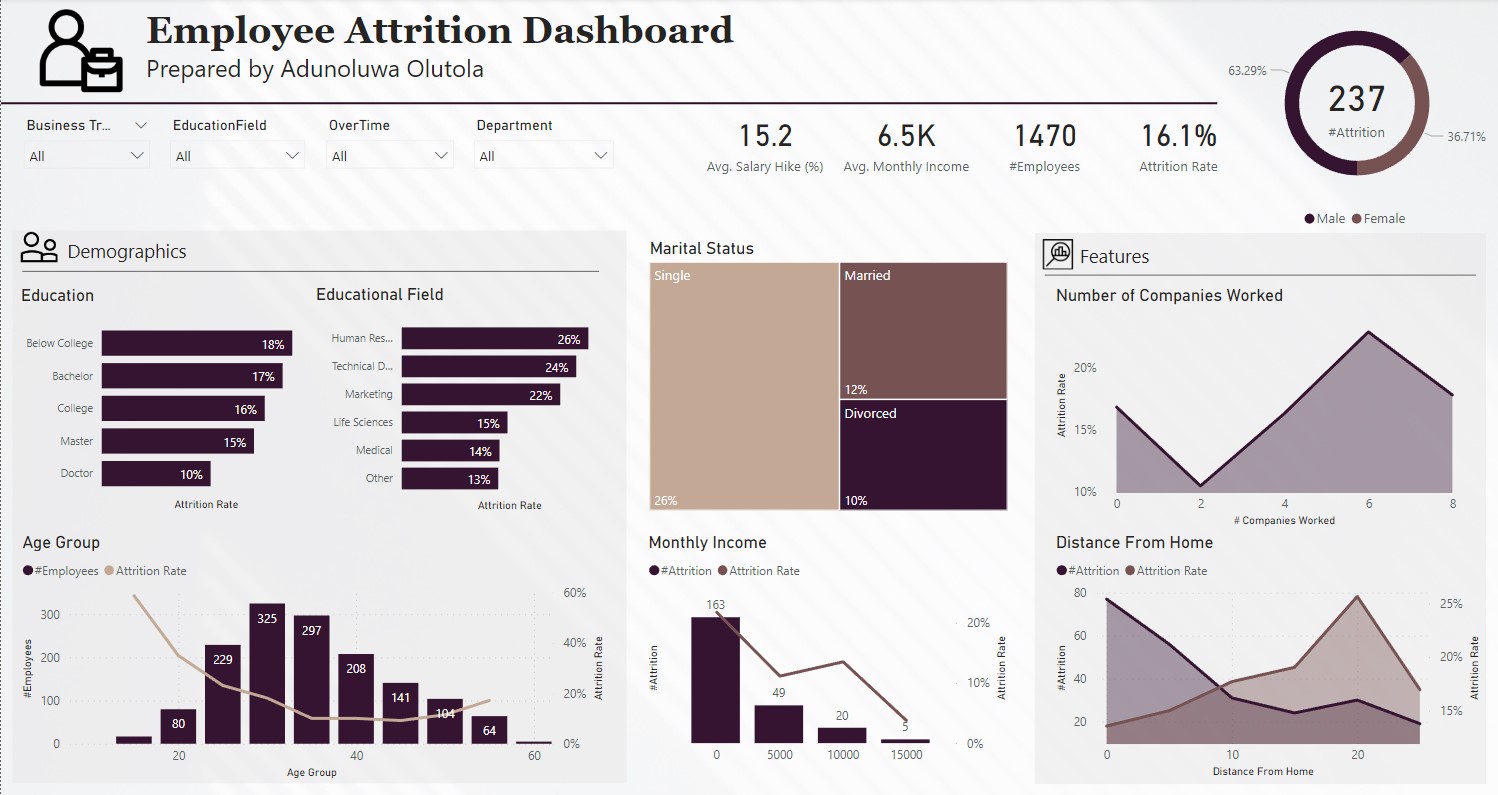 Employee Attrition Dashboard
Prepared by Adunoluwa Olutola
63.29%
237
#Attrition
36.71%
Male Female
Business Tr... EducationField OverTime Department
All All All All
15.2 6.5K 1470 16.1%
Avg. Salary Hike (%) Avg. Monthly Income #Employees Attrition Rate
Demographics
Education
Below College 18%
Bachelor 17%
College 16%
Master 15%
Doctor 10%
Attrition Rate
Educational Field
Human Res... 26%
Technical D... 24%
Marketing 22%
Life Sciences 15%
Medical 14%
Other 13%
Attrition Rate
Age Group
#Employees Attrition Rate
#Employees
300
200
100
0
80 229 325 297 208 141 104 64
60%
40%
20%
0%
Attrition Rate
20 40 60
Age Group
Marital Status
Single
26%
Married
12%
Divorced
10%
Monthly Income
#Attrition Attrition Rate
#Attrition
163 49 20 5
20%
10%
0%
Attrition Rate
0 5000 10000 15000
Features
Number of Companies Worked
Attrition Rate
20%
15%
10%
0 2 4 6 8
# Companies Worked
Distance From Home
#Attrition Attrition Rate
#Attrition
80
60
40
20
25%
20%
15%
Attrition Rate
0 10 20
Distance From Home